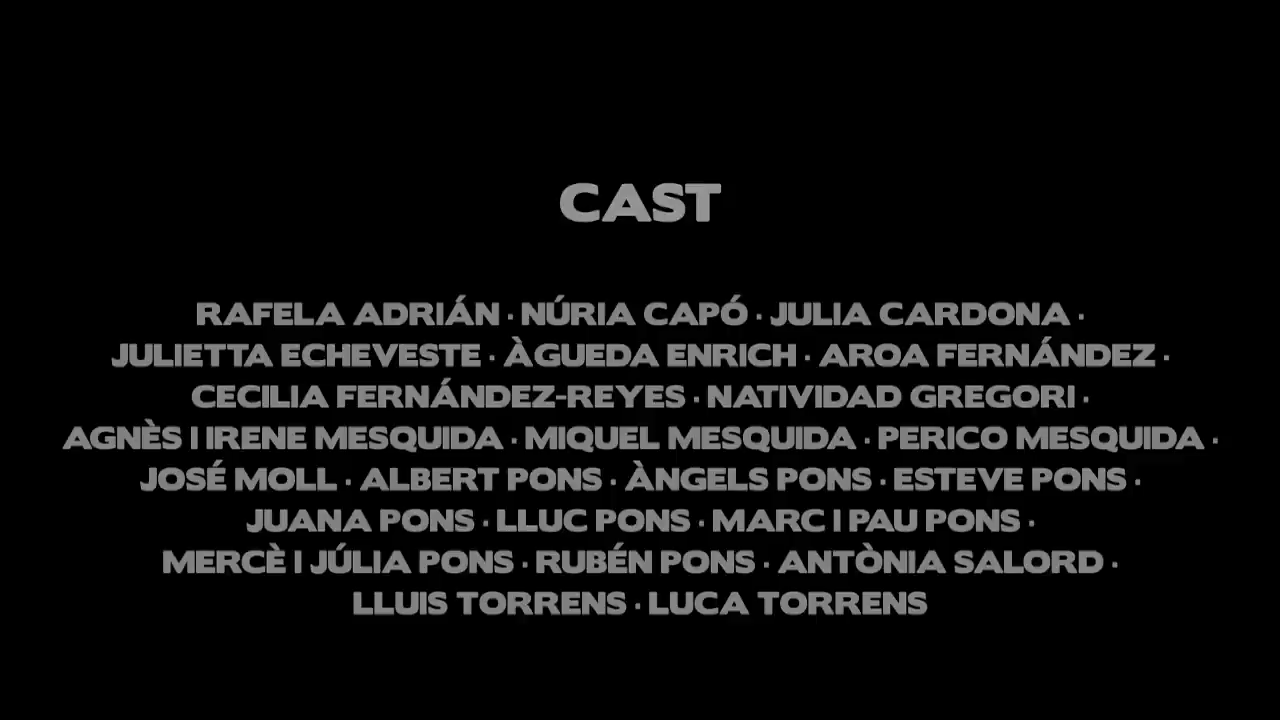 CAST
RAFELA ADRIÁN · NÚRIA CAPÓ · JULIA CARDONA ·
JULIETTA ECHEVESTE · ÀGUEDA ENRICH · AROA FERNÁNDEZ ·
CECILIA FERNÁNDEZ-REYES · NATIVIDAD GREGORI ·
AGNÈS I IRENE MESQUIDA · MIQUEL MESQUIDA · PERICO MESQUIDA ·
JOSÉ MOLL · ALBERT PONS · ÀNGELS PONS · ESTEVE PONS ·
JUANA PONS · LLUC PONS · MARC I PAU PONS ·
MERCÈ I JÚLIA PONS · RUBÉN PONS · ANTÒNIA SALORD ·
LLUIS TORRENS · LUCA TORRENS